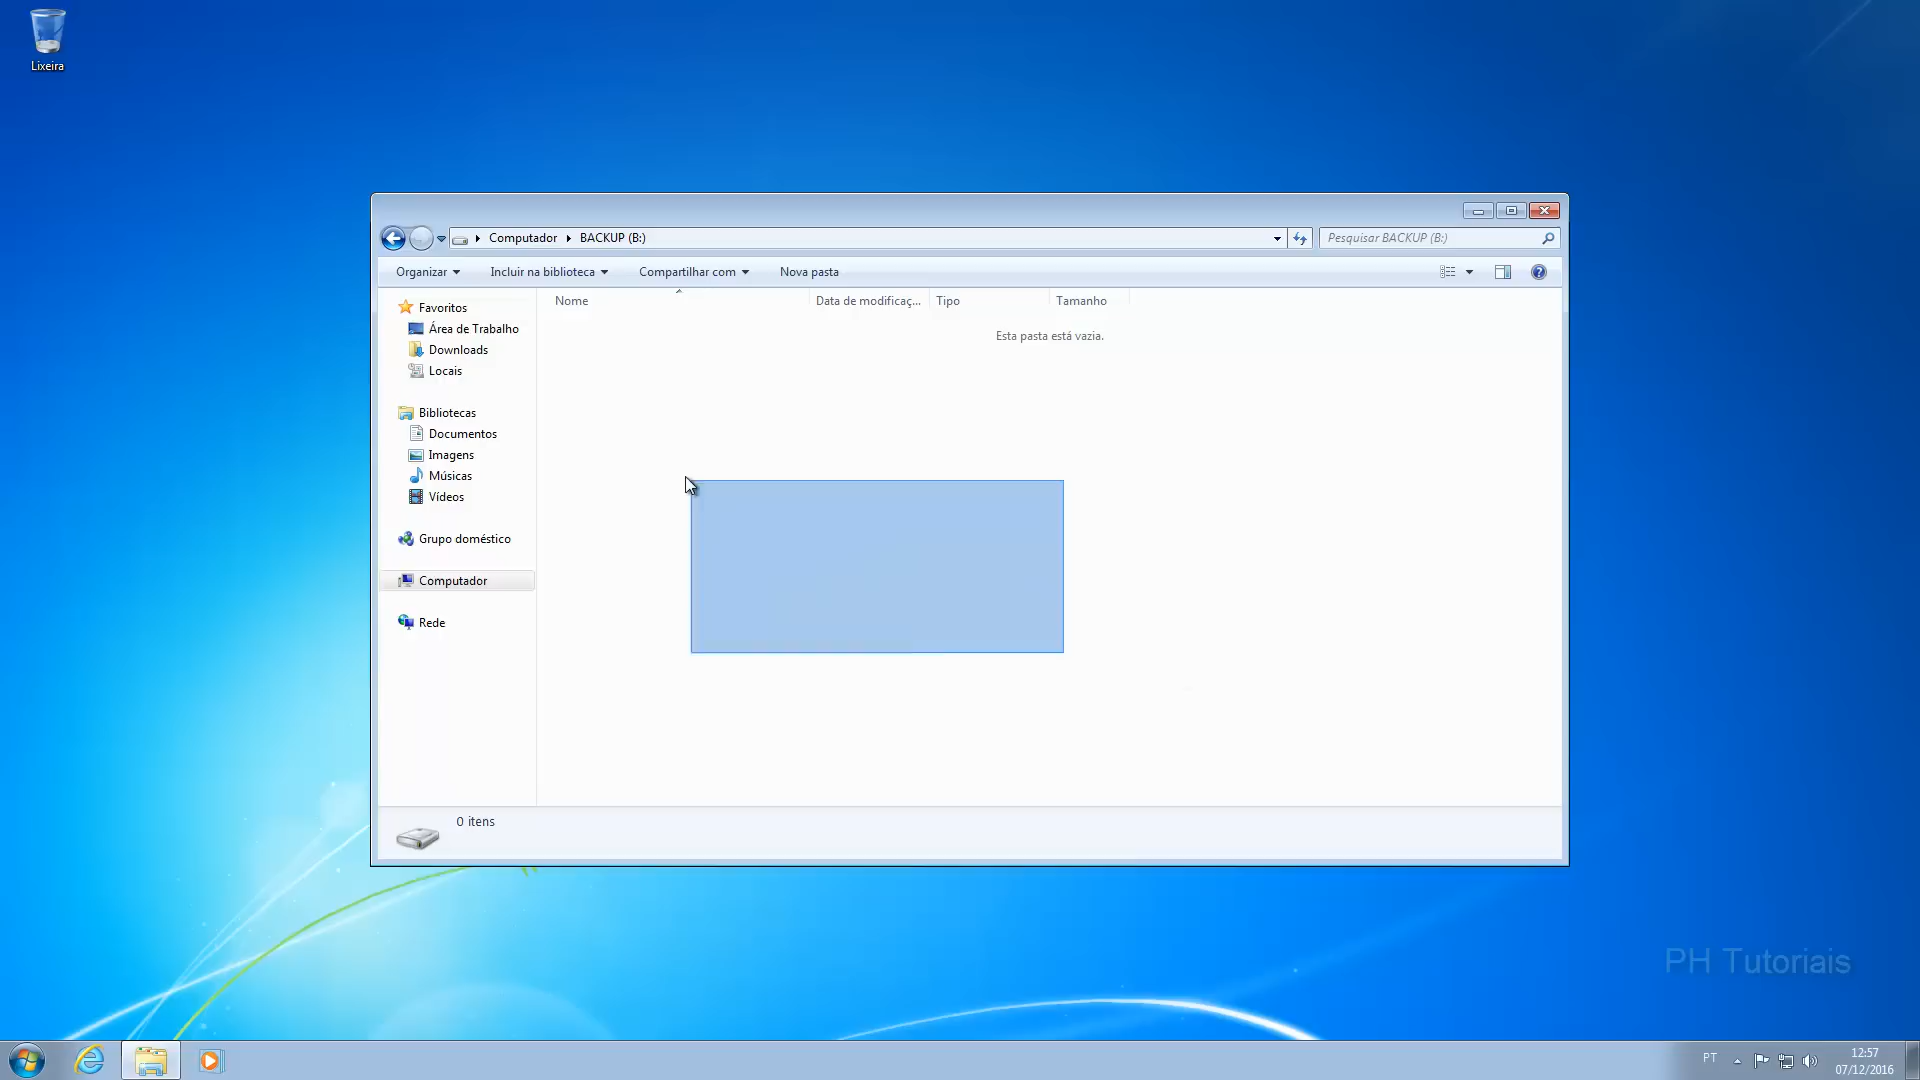 Lixeira
Computador BACKUP (B:)
Pesquisar BACKUP (B:)
Organizar Incluir na biblioteca Compartilhar com Nova pasta
Favoritos
Área de Trabalho
Downloads
Locais
Bibliotecas
Documentos
Imagens
Músicas
Vídeos
Grupo doméstico
Computador
Rede
Nome Data de modificaç... Tipo Tamanho
Esta pasta está vazia.
0 itens
PH Tutoriais
PT
12:57
07/12/2016